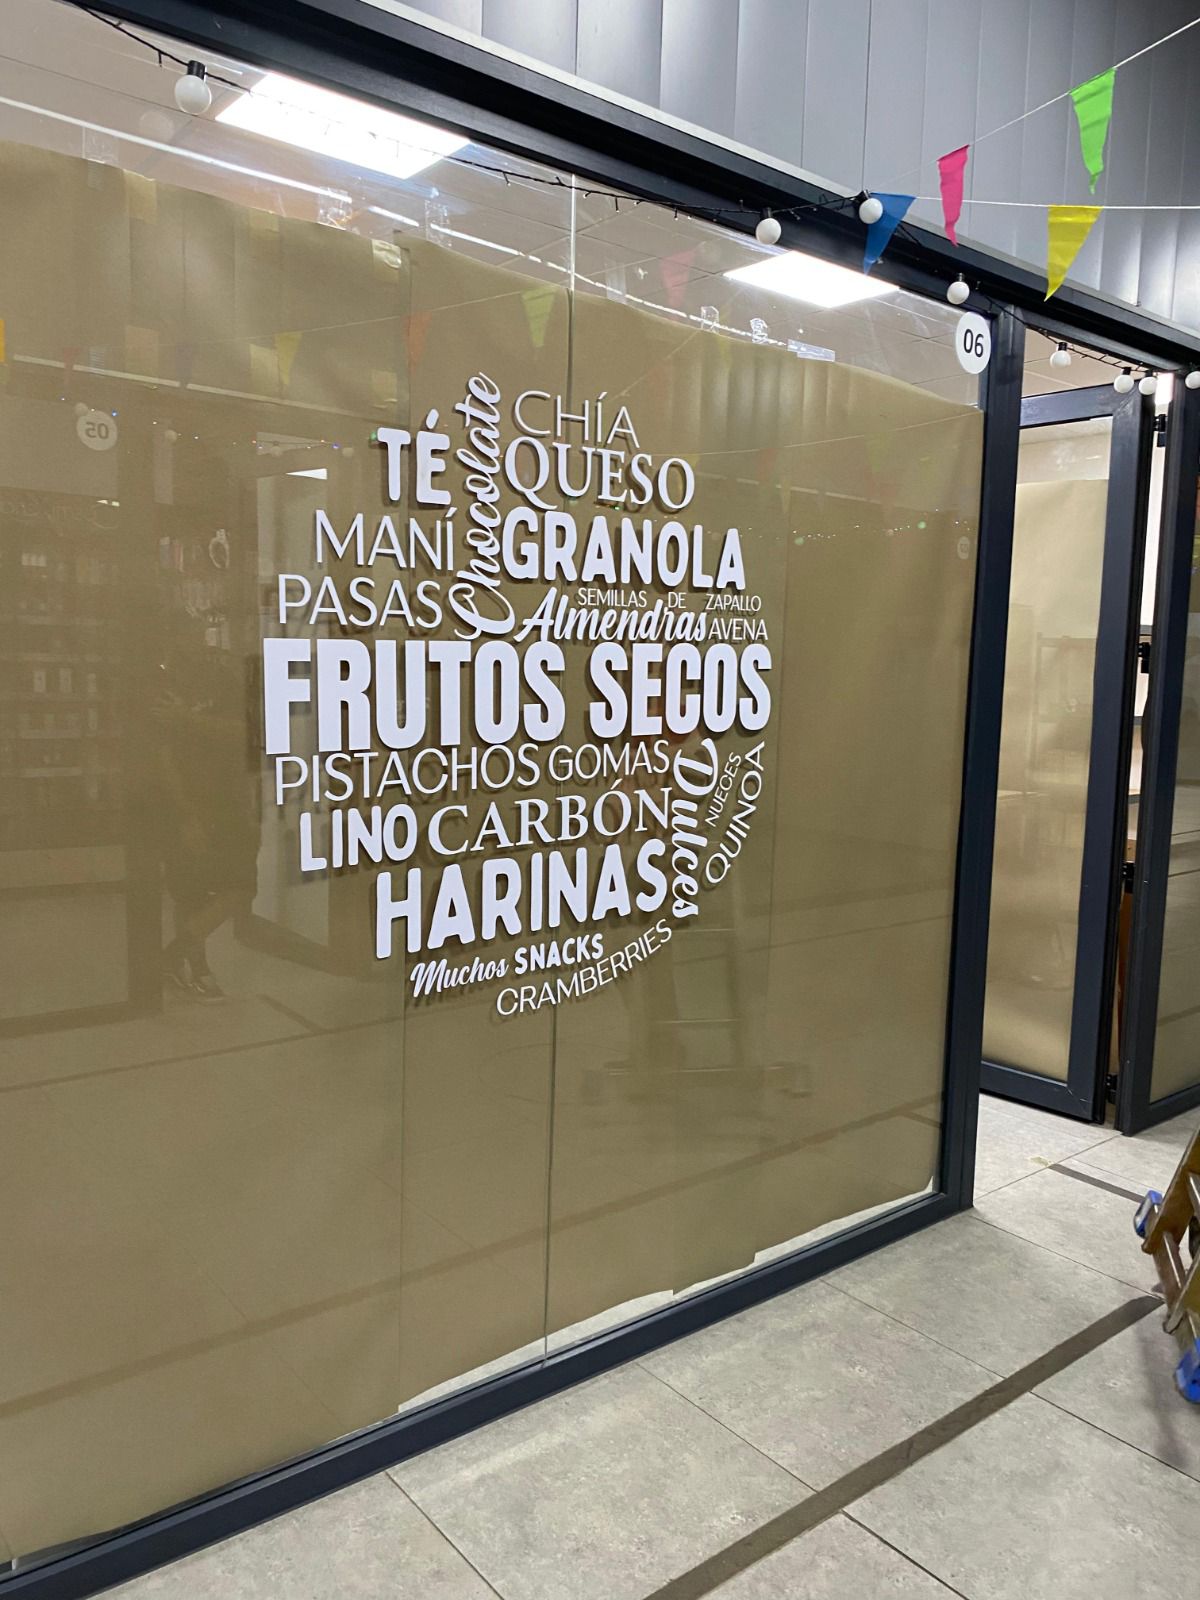 06
CHÍA
TÉ
Chocolate
QUESO
MANÍ
GRANOLA
PASAS
SEMILLAS DE ZAPALLO
Almendras
AVENA
FRUTOS SECOS
PISTACHOS
GOMAS
Dulces
NUECES
QUINOA
LINO
CARBÓN
HARINAS
Muchos SNACKS
CRAMBERRIES
05